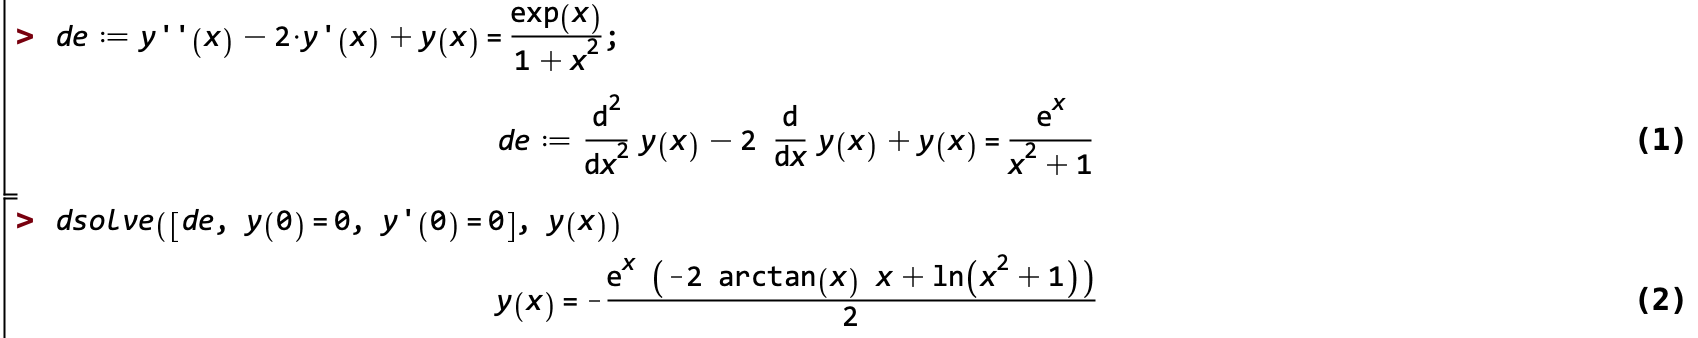 > de := y''(x) − 2·y'(x) + y(x) = exp(x)/(1 + x^2);
de := d^2/dx^2 y(x) − 2 d/dx y(x) + y(x) = e^x/(x^2 + 1) (1)
> dsolve([de, y(0) = 0, y'(0) = 0], y(x))
y(x) = -(e^x (-2 arctan(x) x + ln(x^2 + 1)))/2 (2)